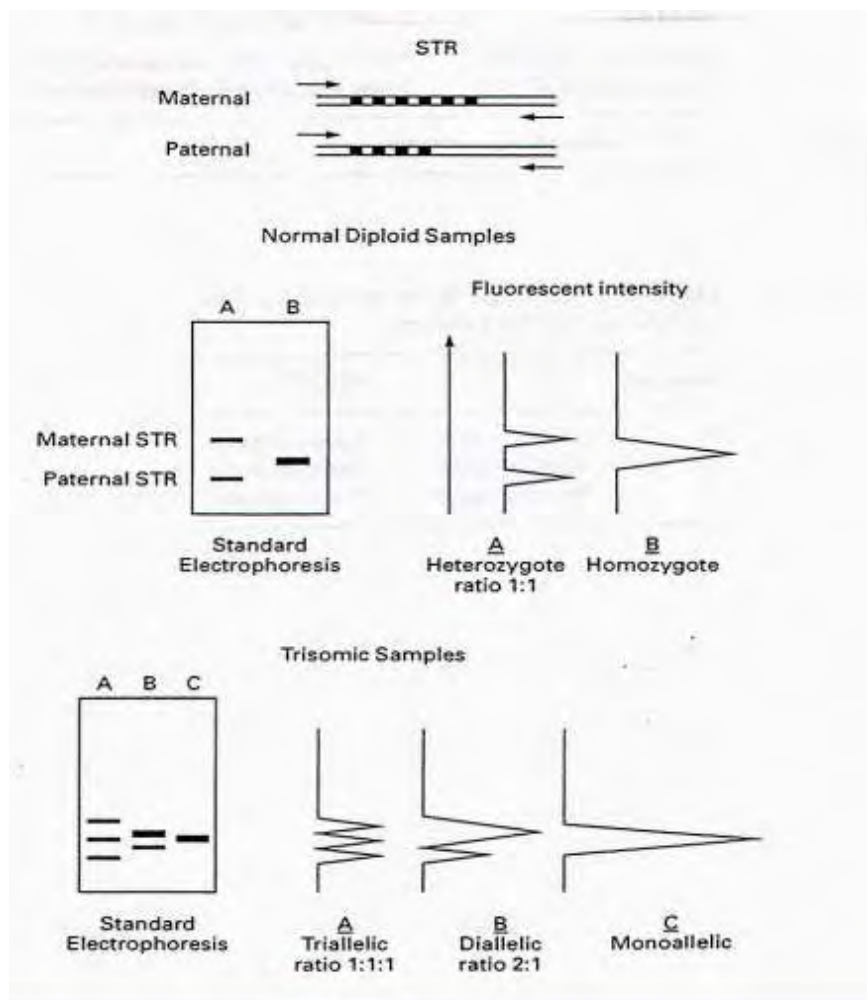 STR
Maternal
Paternal
Normal Diploid Samples
Fluorescent intensity
A B
Maternal STR
Paternal STR
Standard
Electrophoresis
A
Heterozygote
ratio 1:1
B
Homozygote
Trisomic Samples
A B C
Standard
Electrophoresis
A
Triallelic
ratio 1:1:1
B
Diallelic
ratio 2:1
C
Monoallelic